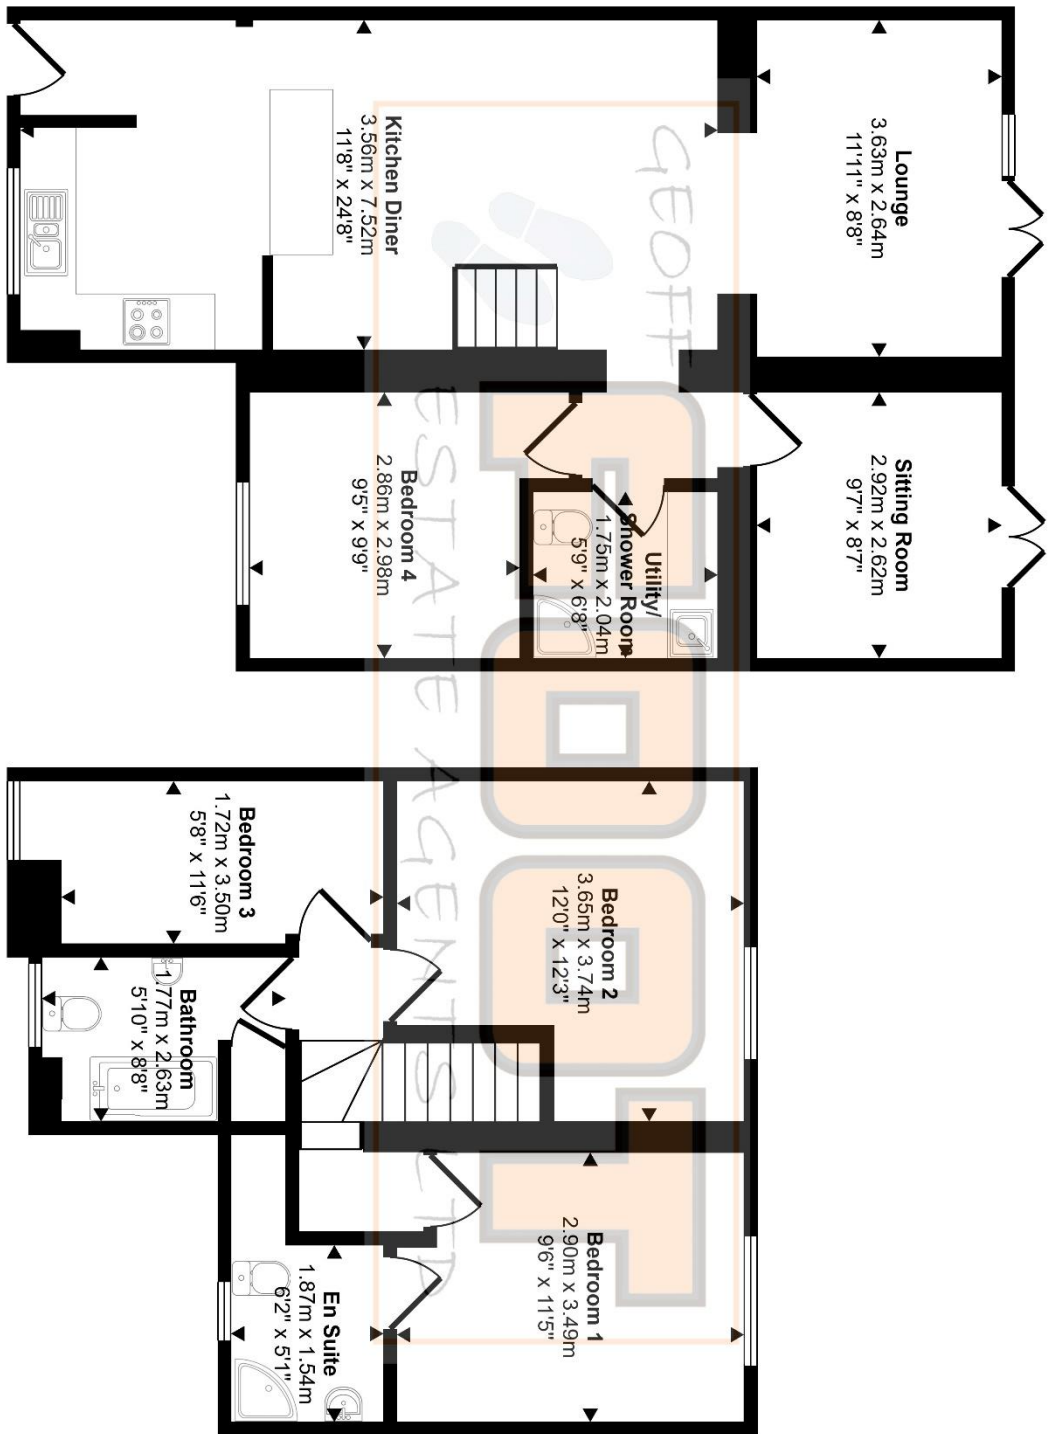 Lounge
3.63m x 2.64m
11'11" x 8'8"
Sitting Room
2.92m x 2.62m
9'7" x 8'7"
Kitchen Diner
3.56m x 7.52m
11'8" x 24'8"
Utility/
Shower Room
1.75m x 2.04m
5'9" x 6'8"
Bedroom 4
2.86m x 2.98m
9'5" x 9'9"
Bedroom 2
3.65m x 3.74m
12'0" x 12'3"
Bedroom 1
2.90m x 3.49m
9'6" x 11'5"
Bedroom 3
1.72m x 3.50m
5'8" x 11'6"
Bathroom
1.77m x 2.63m
5'10" x 8'8"
En Suite
1.87m x 1.54m
6'2" x 5'1"
GEOFF
FOOT
ESTATE AGENTS LTD